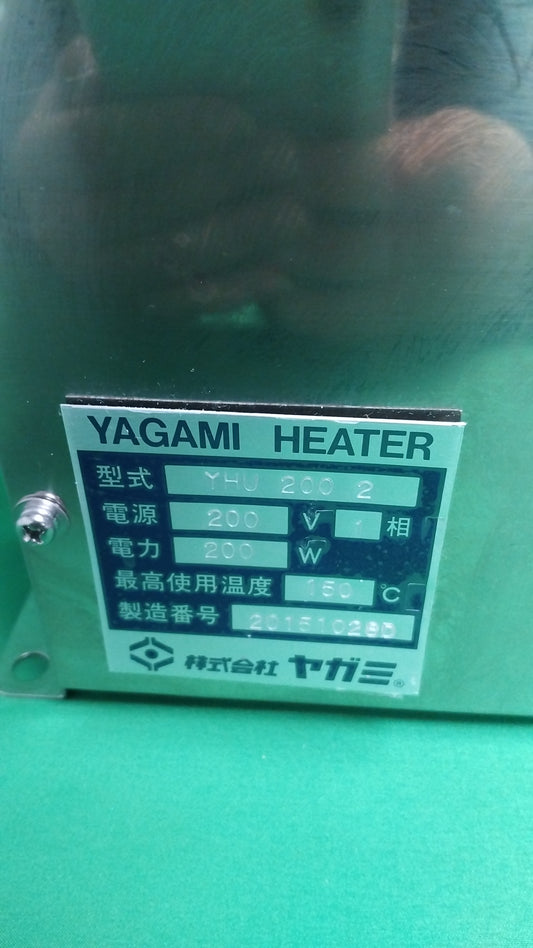 YAGAMI HEATER
型式 YHU 200 2
電源 200 V 1 相
電力 200 W
最高使用温度 150 ℃
製造番号 20151028D
株式会社 ヤガミ ®